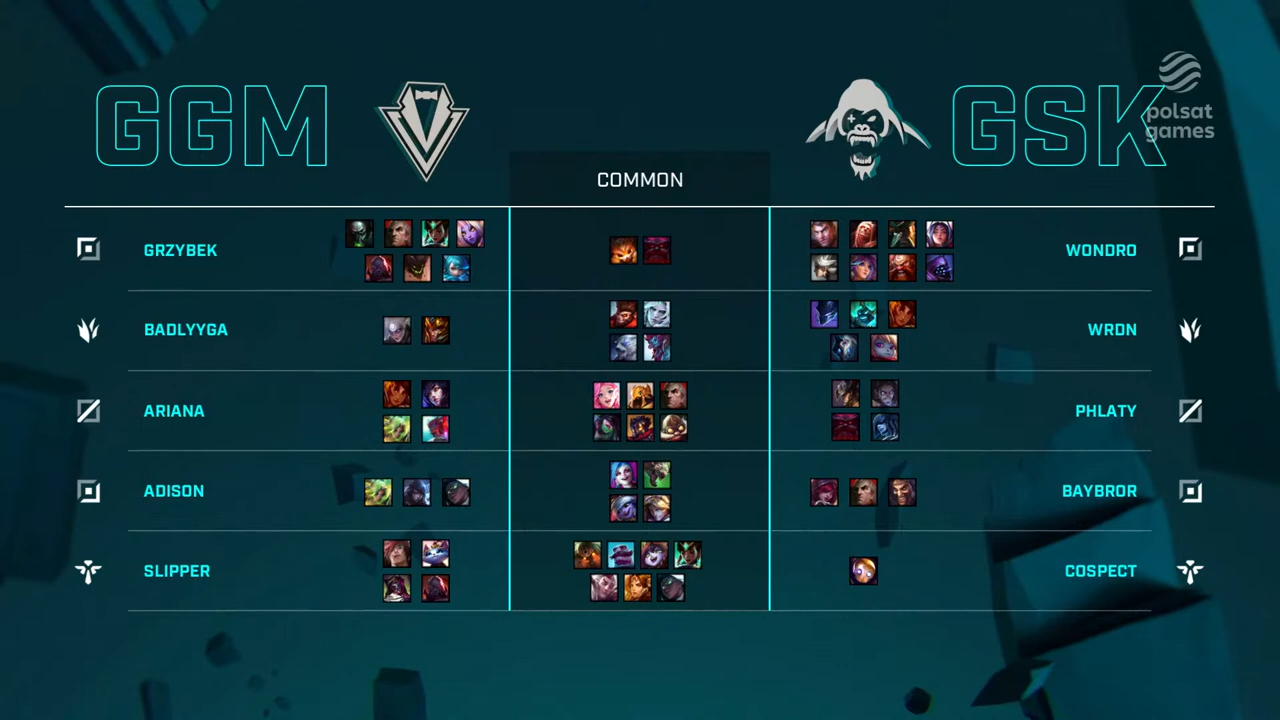 GGM
GSK
polsat
games
COMMON
GRZYBEK
WONDRO
BADLYYGA
WRDN
ARIANA
PHLATY
ADISON
BAYBROR
SLIPPER
COSPECT